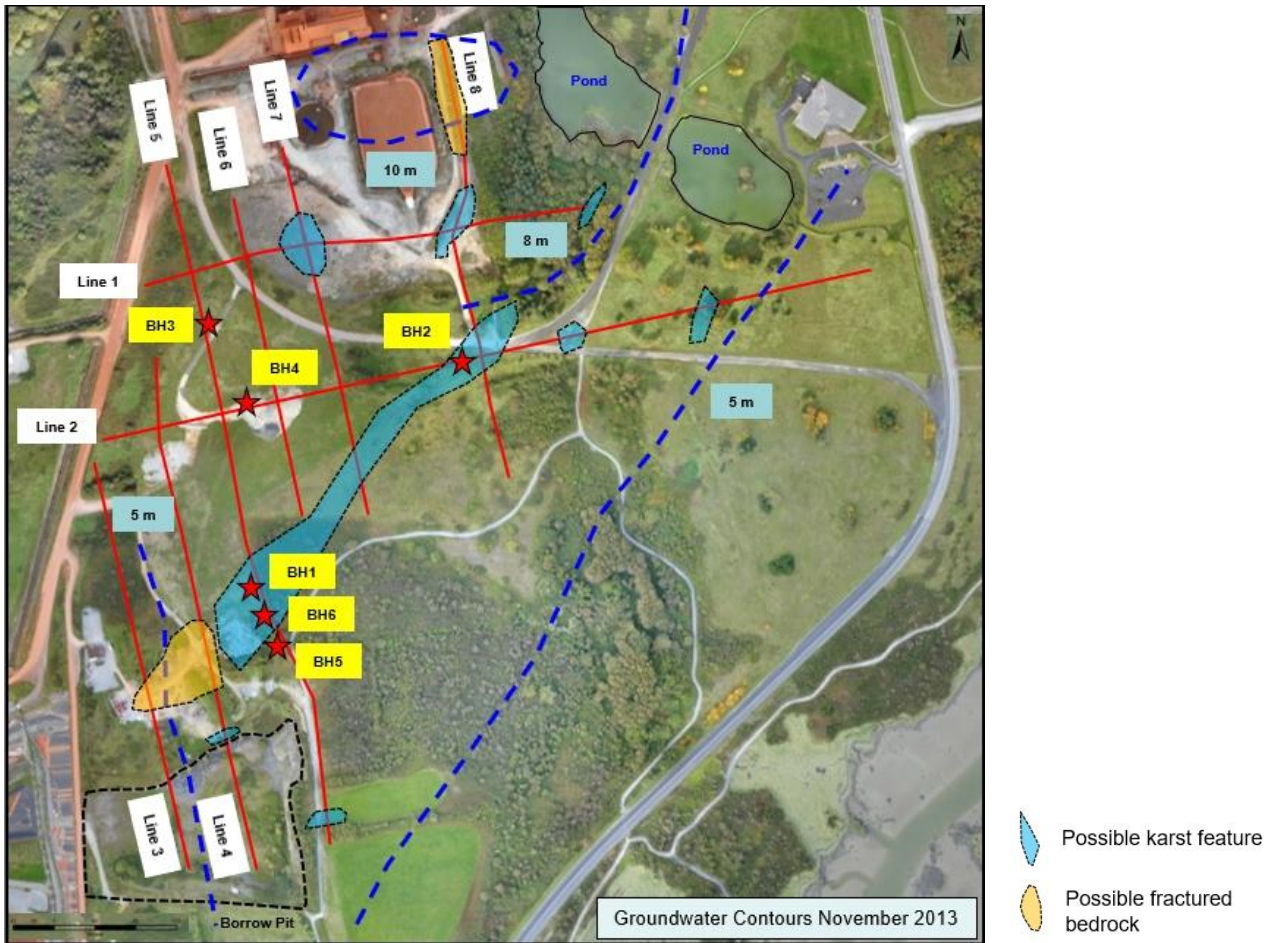 N
Pond
Pond
Line 8
Line 7
Line 5
Line 6
10 m
8 m
Line 1
BH3
BH2
BH4
5 m
Line 2
5 m
BH1
BH6
BH5
Line 3
Line 4
Borrow Pit
Groundwater Contours November 2013
Possible karst feature
Possible fractured
bedrock